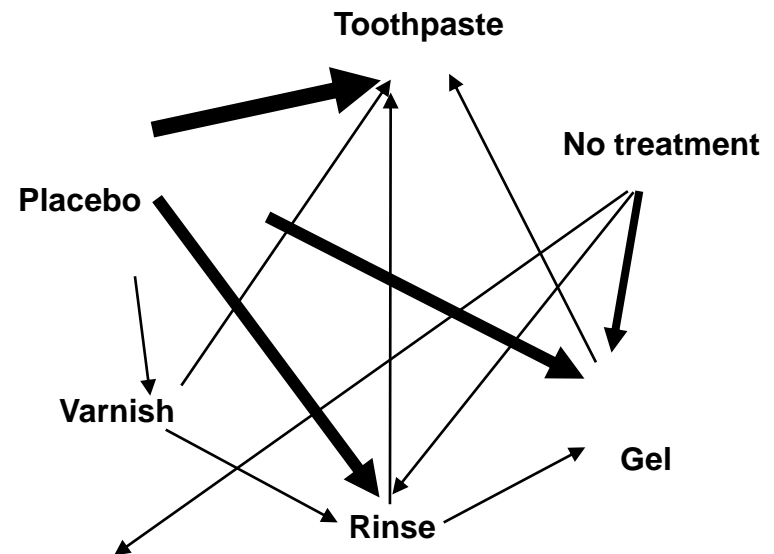 Toothpaste
No treatment
Placebo
Varnish
Gel
Rinse